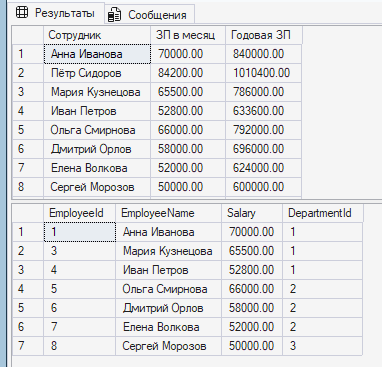 Результаты Сообщения
Сотрудник ЗП в месяц Годовая ЗП
1 Анна Иванова 70000.00 840000.00
2 Пётр Сидоров 84200.00 1010400.00
3 Мария Кузнецова 65500.00 786000.00
4 Иван Петров 52800.00 633600.00
5 Ольга Смирнова 66000.00 792000.00
6 Дмитрий Орлов 58000.00 696000.00
7 Елена Волкова 52000.00 624000.00
8 Сергей Морозов 50000.00 600000.00
EmployeeId EmployeeName Salary DepartmentId
1 1 Анна Иванова 70000.00 1
2 3 Мария Кузнецова 65500.00 1
3 4 Иван Петров 52800.00 1
4 5 Ольга Смирнова 66000.00 2
5 6 Дмитрий Орлов 58000.00 2
6 7 Елена Волкова 52000.00 2
7 8 Сергей Морозов 50000.00 3